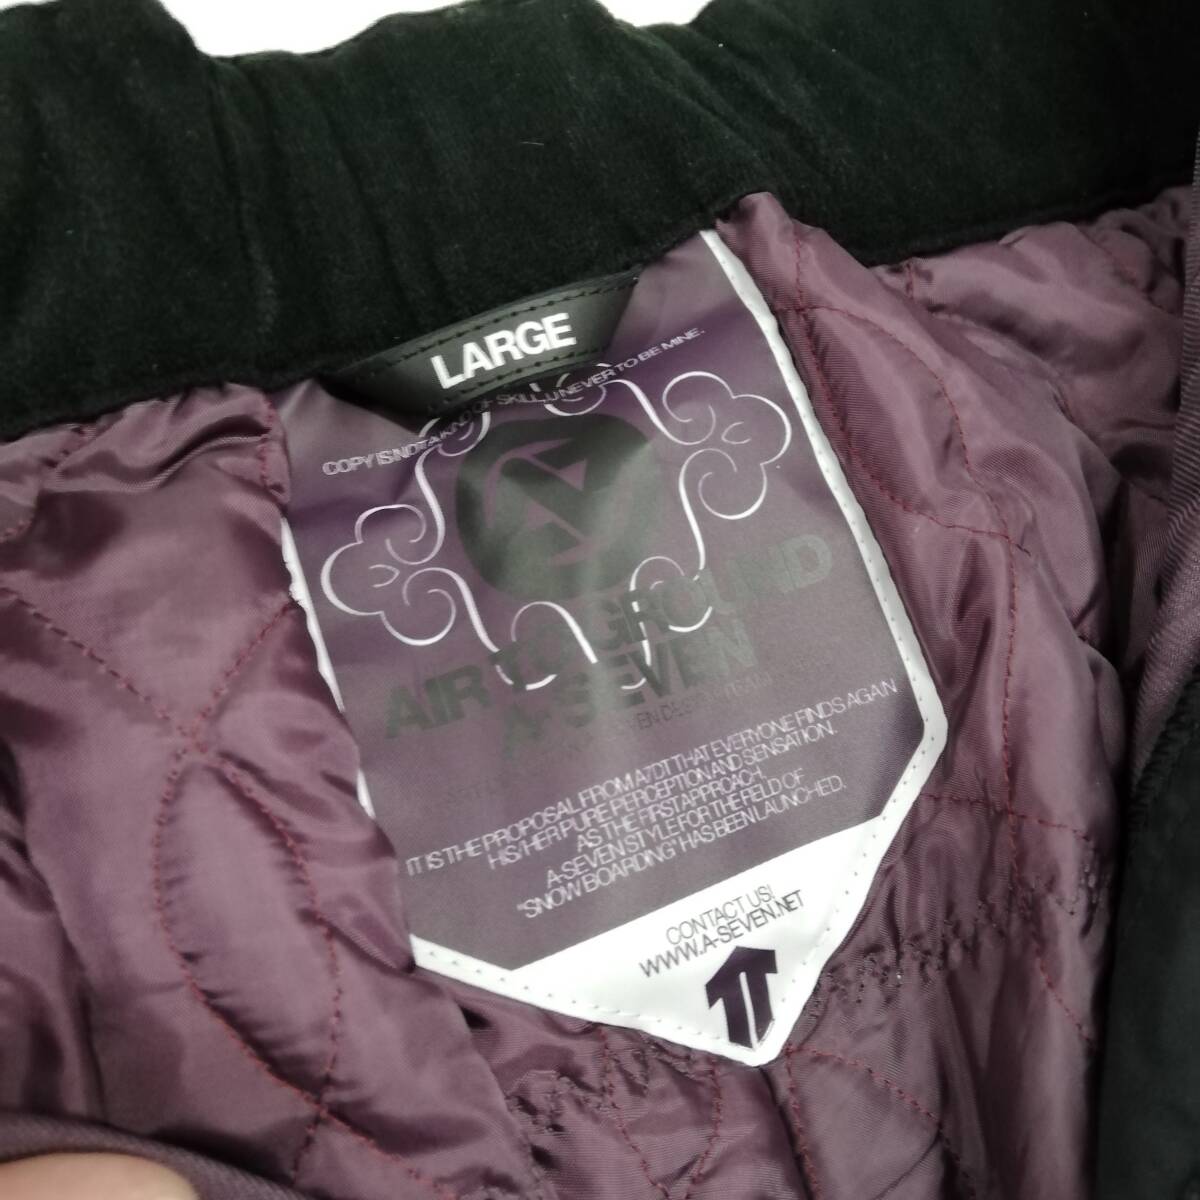 LARGE
COPY IS NOT A KIND OF SKILL, U NEVER TO BE MINE.
AIR TO GROUND
A-SEVEN
IT IS THE PROPOSAL FROM A7DT THAT EVERYONE FINDS AGAIN
HIS/HER PURE PERCEPTION AND SENSATION.
AS THE FIRST APPROACH.
A-SEVEN STYLE FOR THE FIELD OF
"SNOW BOARDING" HAS BEEN LAUNCHED.
CONTACT US!
WWW.A-SEVEN.NET